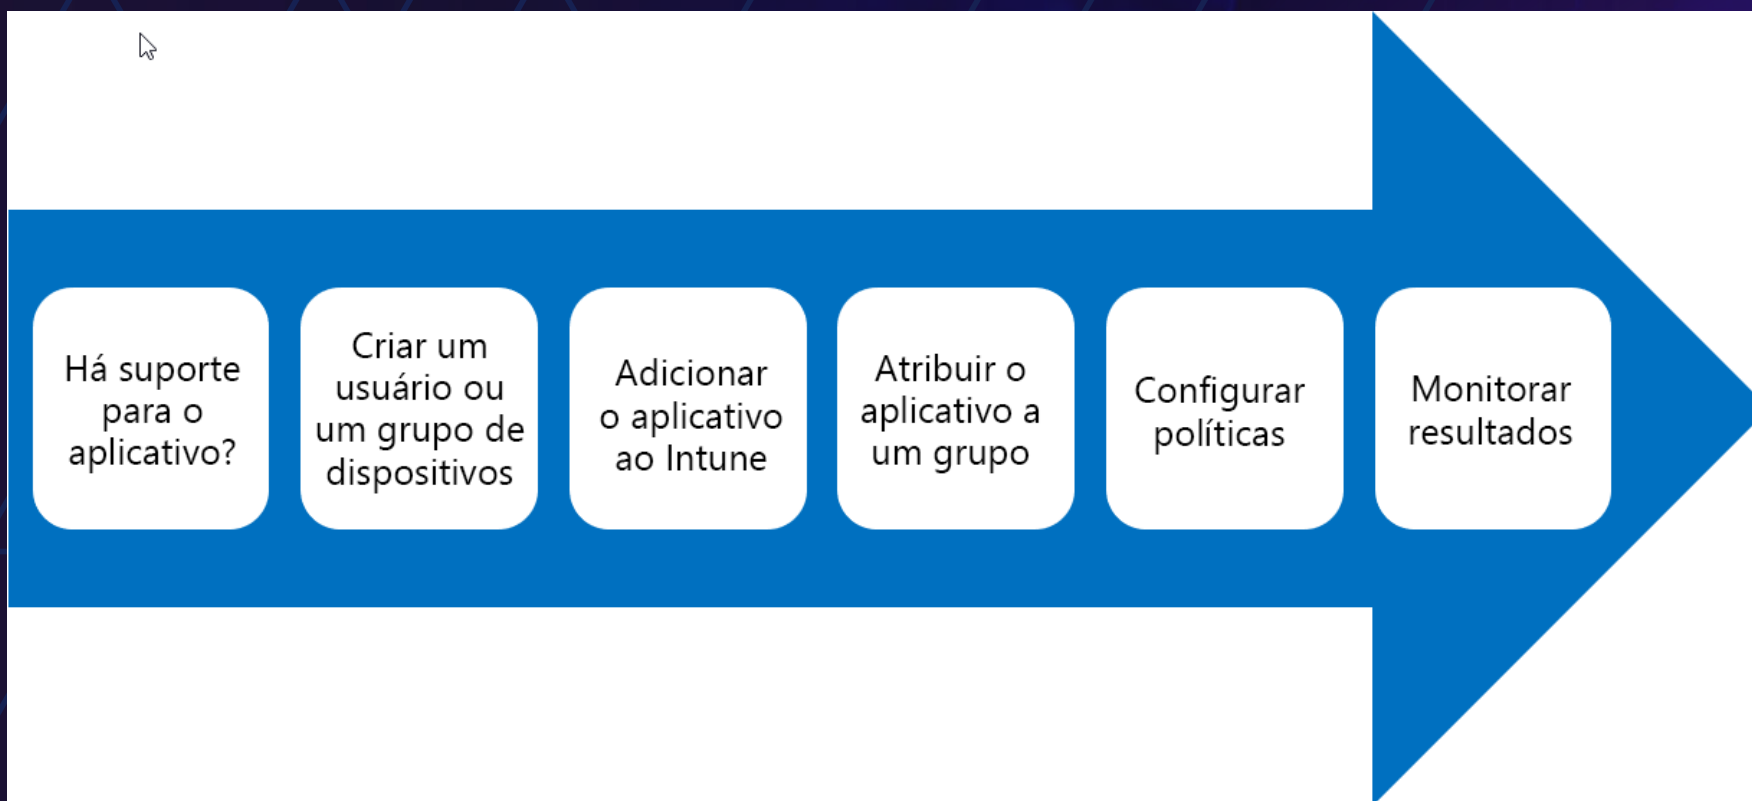 Há suporte
para o
aplicativo?
Criar um
usuário ou
um grupo de
dispositivos
Adicionar
o aplicativo
ao Intune
Atribuir o
aplicativo a
um grupo
Configurar
políticas
Monitorar
resultados